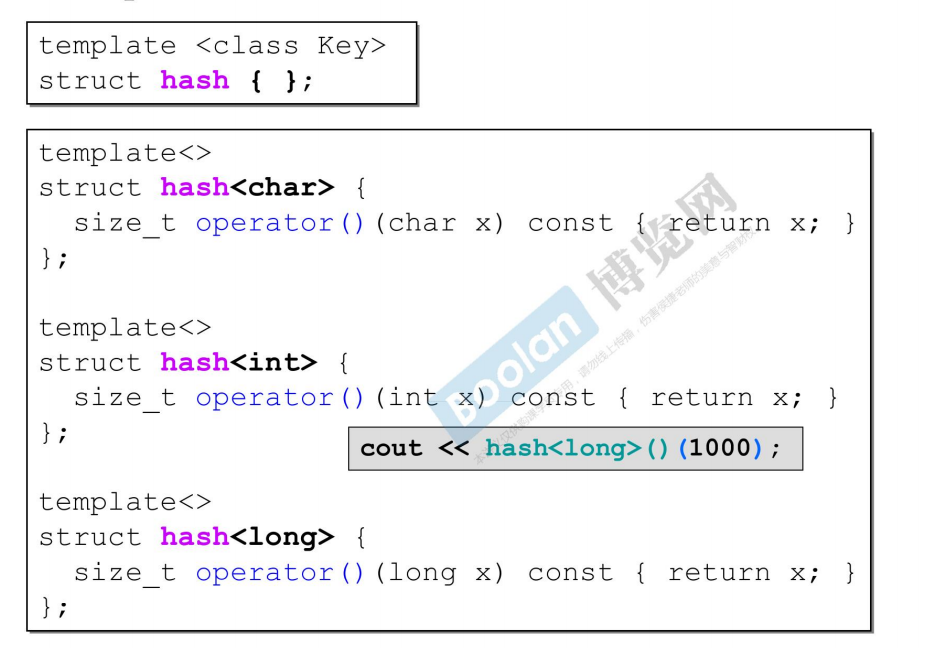 template <class Key>
struct hash { };
template<>
struct hash<char> {
  size_t operator()(char x) const { return x; }
};
template<>
struct hash<int> {
  size_t operator()(int x) const { return x; }
};
cout << hash<long>()(1000);
template<>
struct hash<long> {
  size_t operator()(long x) const { return x; }
};
Boolan 博览网